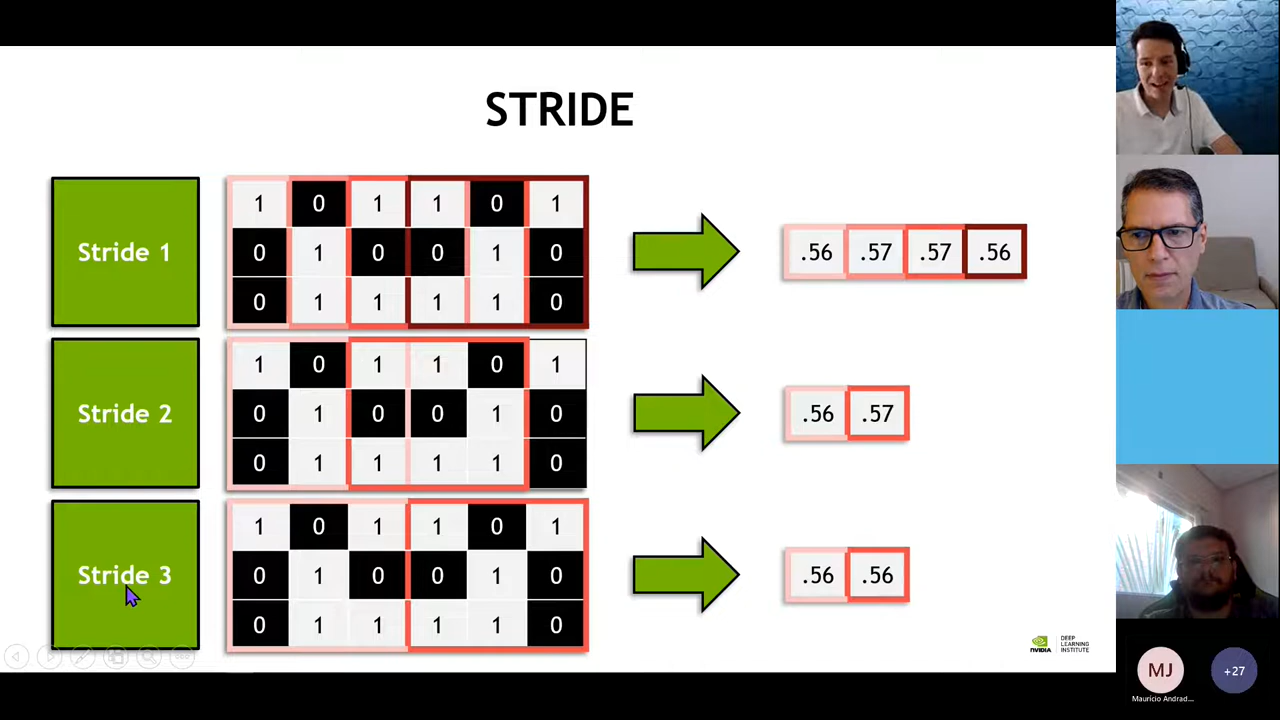 STRIDE
Stride 1
1 0 1 1 0 1
0 1 0 0 1 0
0 1 1 1 1 0
.56 .57 .57 .56
Stride 2
1 0 1 1 0 1
0 1 0 0 1 0
0 1 1 1 1 0
.56 .57
Stride 3
1 0 1 1 0 1
0 1 0 0 1 0
0 1 1 1 1 0
.56 .56
NVIDIA
DEEP
LEARNING
INSTITUTE
MJ
+27
Maurício Andrad...